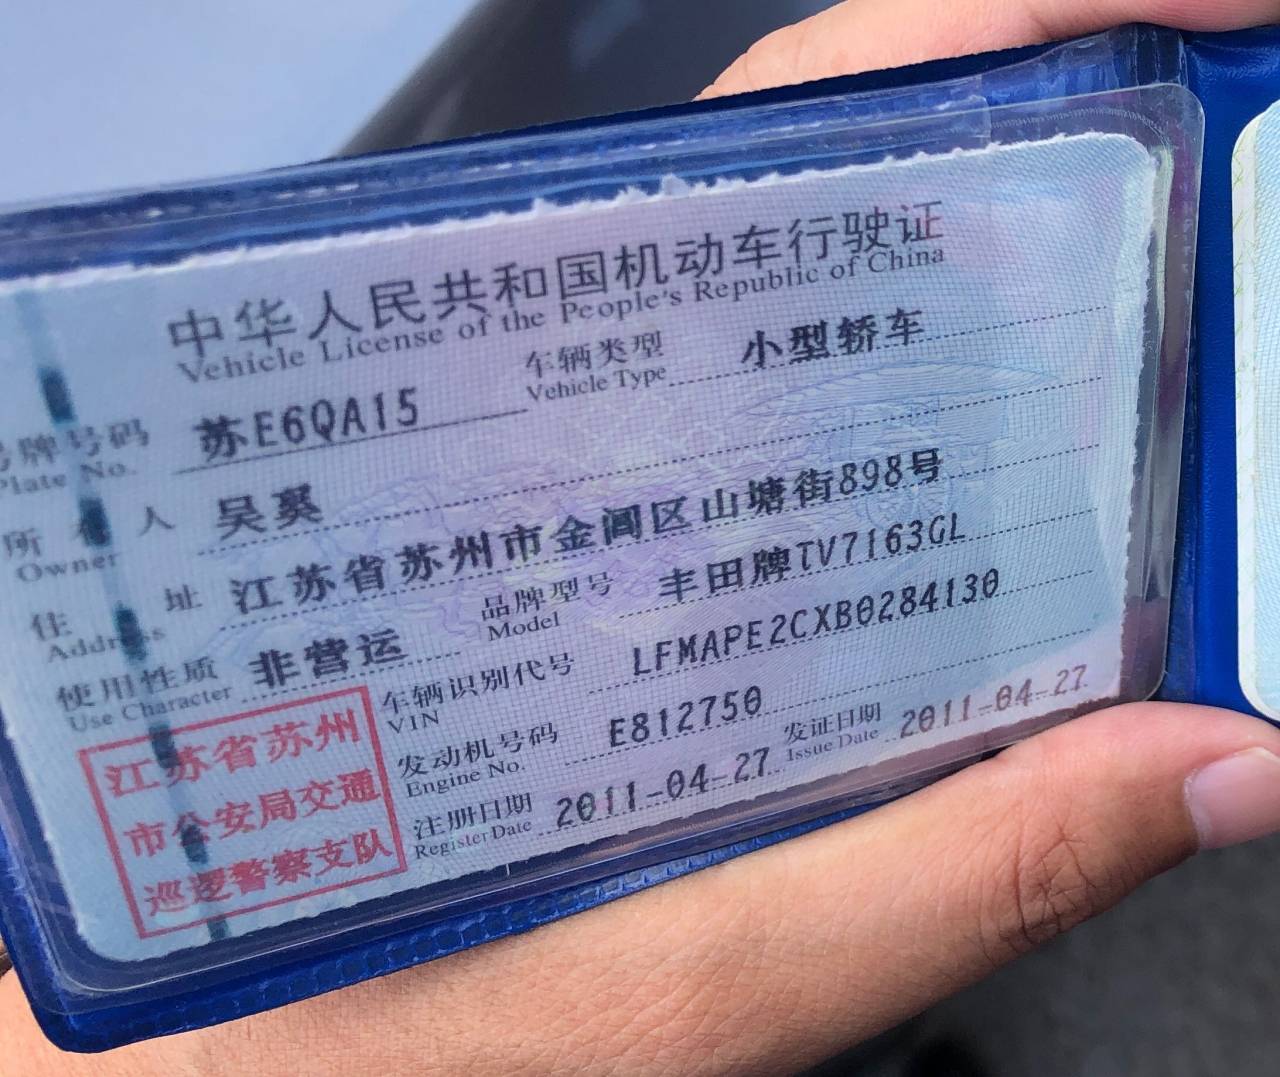 中华人民共和国机动车行驶证
Vehicle License of the People's Republic of China
号牌号码 苏E6QA15 车辆类型 小型轿车
Plate No. Vehicle Type
所有人 吴奚
Owner
住址 江苏省苏州市金阊区山塘街898号
Address
使用性质 非营运 品牌型号 丰田牌TV7163GL
Use Character Model
车辆识别代号 LFMAPE2CXB0284130
VIN
发动机号码 E812750 发证日期 2011-04-27
Engine No. Issue Date
注册日期 2011-04-27
Register Date
江苏省苏州
市公安局交通
巡逻警察支队